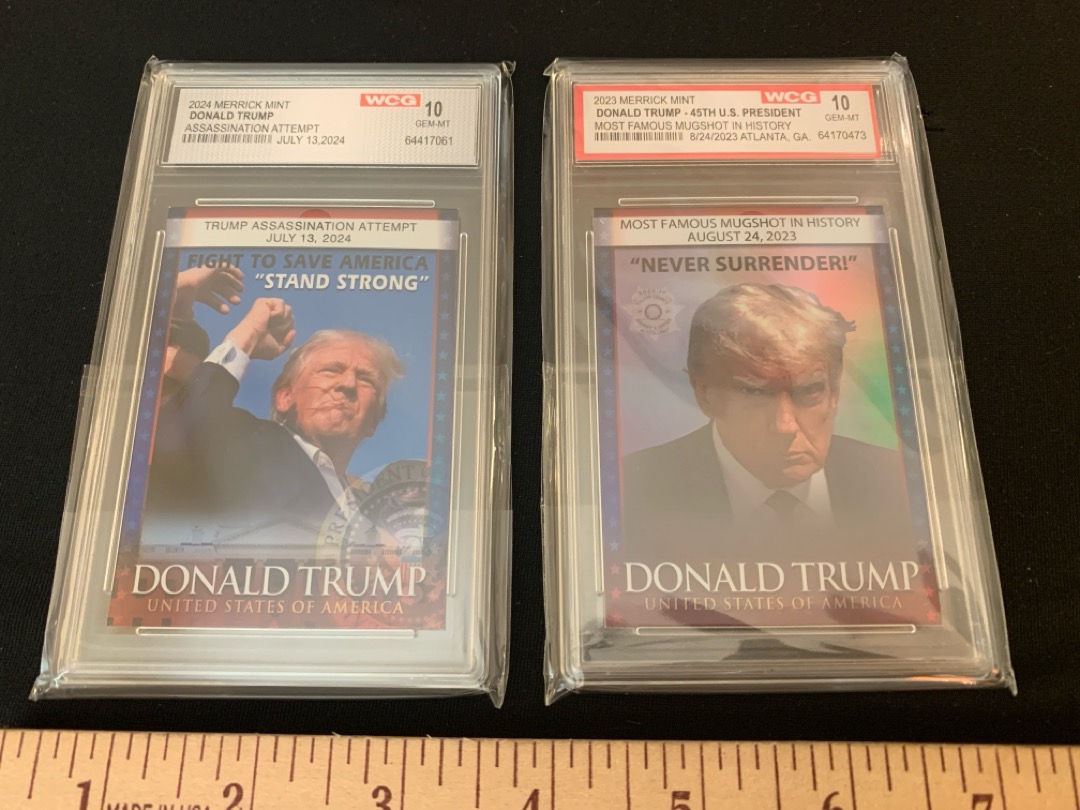 2024 MERRICK MINT
DONALD TRUMP
ASSASSINATION ATTEMPT
JULY 13,2024
WCG 10
GEM-MT
64417061
TRUMP ASSASSINATION ATTEMPT
JULY 13, 2024
FIGHT TO SAVE AMERICA
"STAND STRONG"
PRESIDENT
DONALD TRUMP
UNITED STATES OF AMERICA
2023 MERRICK MINT
DONALD TRUMP - 45TH U.S. PRESIDENT
MOST FAMOUS MUGSHOT IN HISTORY
8/24/2023 ATLANTA, GA.
WCG 10
GEM-MT
64170473
MOST FAMOUS MUGSHOT IN HISTORY
AUGUST 24, 2023
"NEVER SURRENDER!"
DONALD TRUMP
UNITED STATES OF AMERICA
1 MADE IN USA 2 3 4 5 6 7